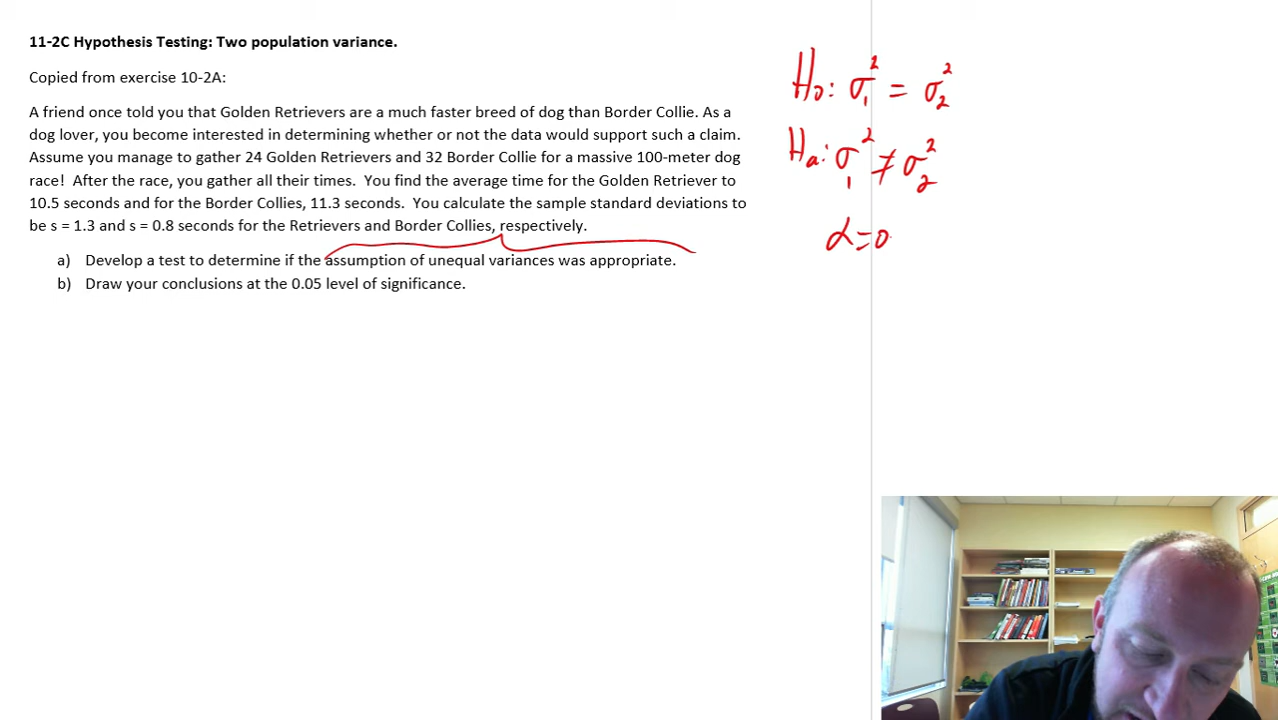 11-2C Hypothesis Testing: Two population variance.
Copied from exercise 10-2A:
A friend once told you that Golden Retrievers are a much faster breed of dog than Border Collie. As a
dog lover, you become interested in determining whether or not the data would support such a claim.
Assume you manage to gather 24 Golden Retrievers and 32 Border Collie for a massive 100-meter dog
race! After the race, you gather all their times. You find the average time for the Golden Retriever to
10.5 seconds and for the Border Collies, 11.3 seconds. You calculate the sample standard deviations to
be s = 1.3 and s = 0.8 seconds for the Retrievers and Border Collies, respectively.
a) Develop a test to determine if the assumption of unequal variances was appropriate.
b) Draw your conclusions at the 0.05 level of significance.
H₀: σ₁² = σ₂²
Hₐ: σ₁² ≠ σ₂²
α=0